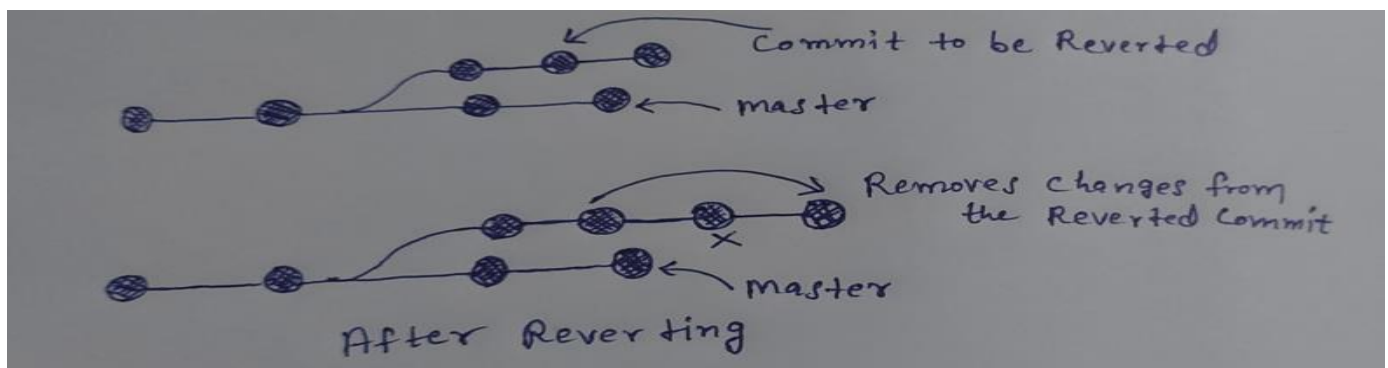 Commit to be Reverted
master
Removes changes from
the Reverted Commit
X
master
After Reverting